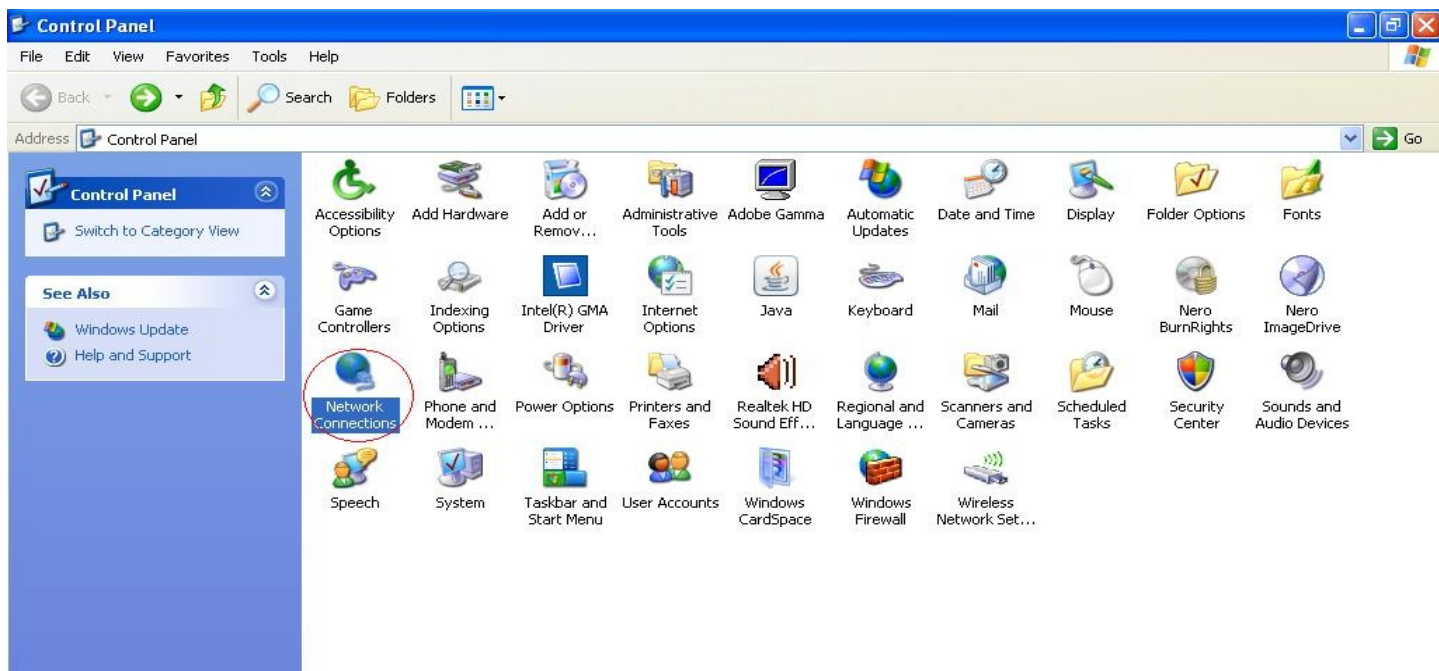 Control Panel
File Edit View Favorites Tools Help
Back Search Folders
Address Control Panel Go
Control Panel
Switch to Category View
See Also
Windows Update
Help and Support
Accessibility Options
Add Hardware
Add or Remov...
Administrative Tools
Adobe Gamma
Automatic Updates
Date and Time
Display
Folder Options
Fonts
Game Controllers
Indexing Options
Intel(R) GMA Driver
Internet Options
Java
Keyboard
Mail
Mouse
Nero BurnRights
Nero ImageDrive
Network Connections
Phone and Modem ...
Power Options
Printers and Faxes
Realtek HD Sound Eff...
Regional and Language ...
Scanners and Cameras
Scheduled Tasks
Security Center
Sounds and Audio Devices
Speech
System
Taskbar and Start Menu
User Accounts
Windows CardSpace
Windows Firewall
Wireless Network Set...